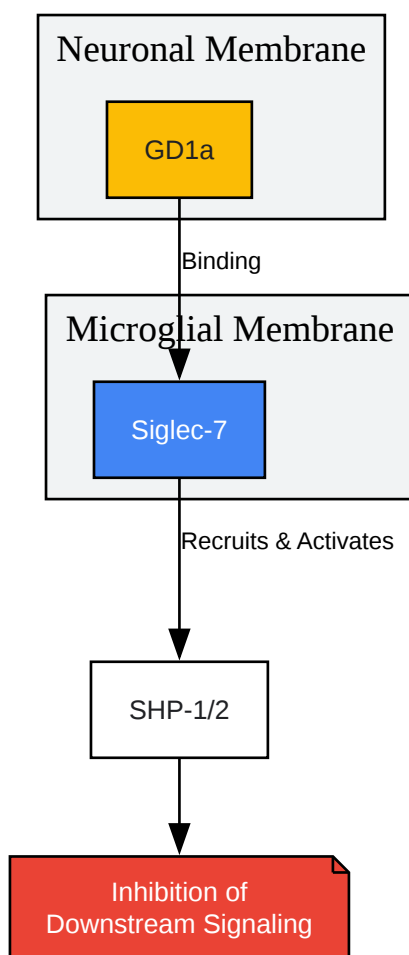 Neuronal Membrane
GD1a
Binding
Microglial Membrane
Siglec-7
Recruits & Activates
SHP-1/2
Inhibition of
Downstream Signaling